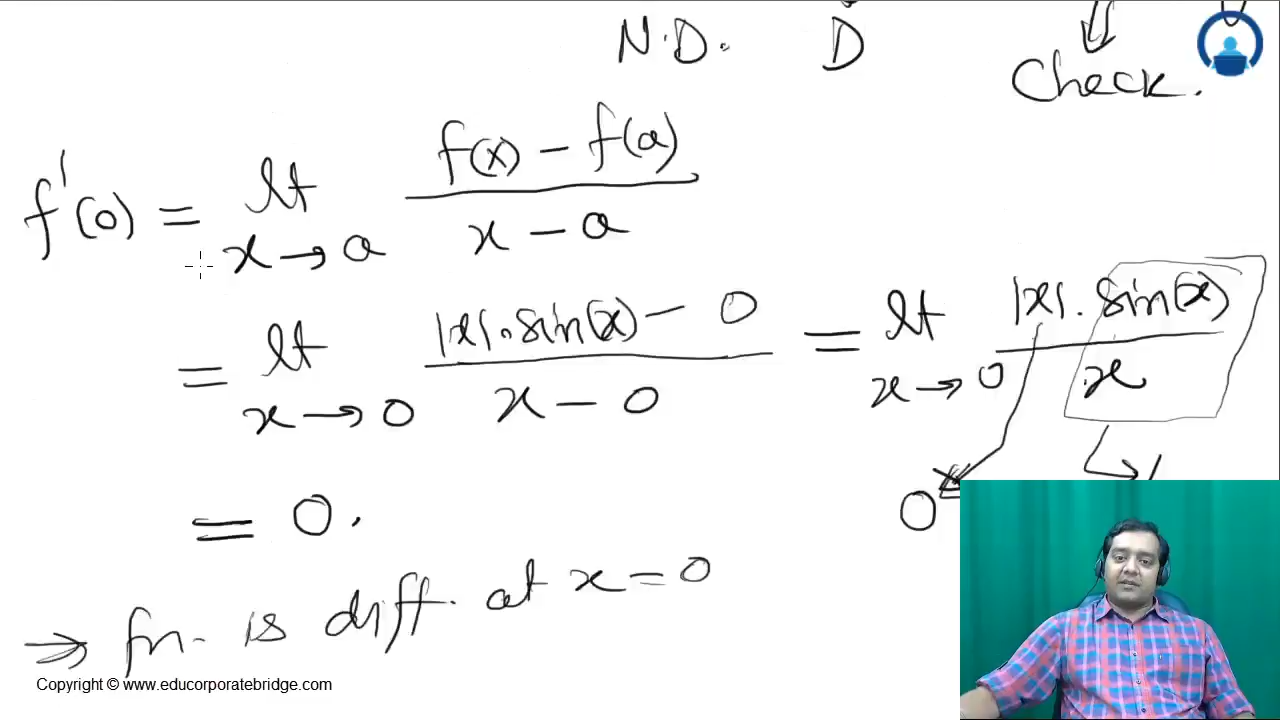 N.D. D
Check.
f'(0) = lt x→a f(x) - f(a) / x - a
= lt x→0 |x|.sin(x) - 0 / x - 0 = lt x→0 |x|.sin(x) / x
0
= 0.
⇒ fn. is diff. at x = 0
Copyright © www.educorporatebridge.com